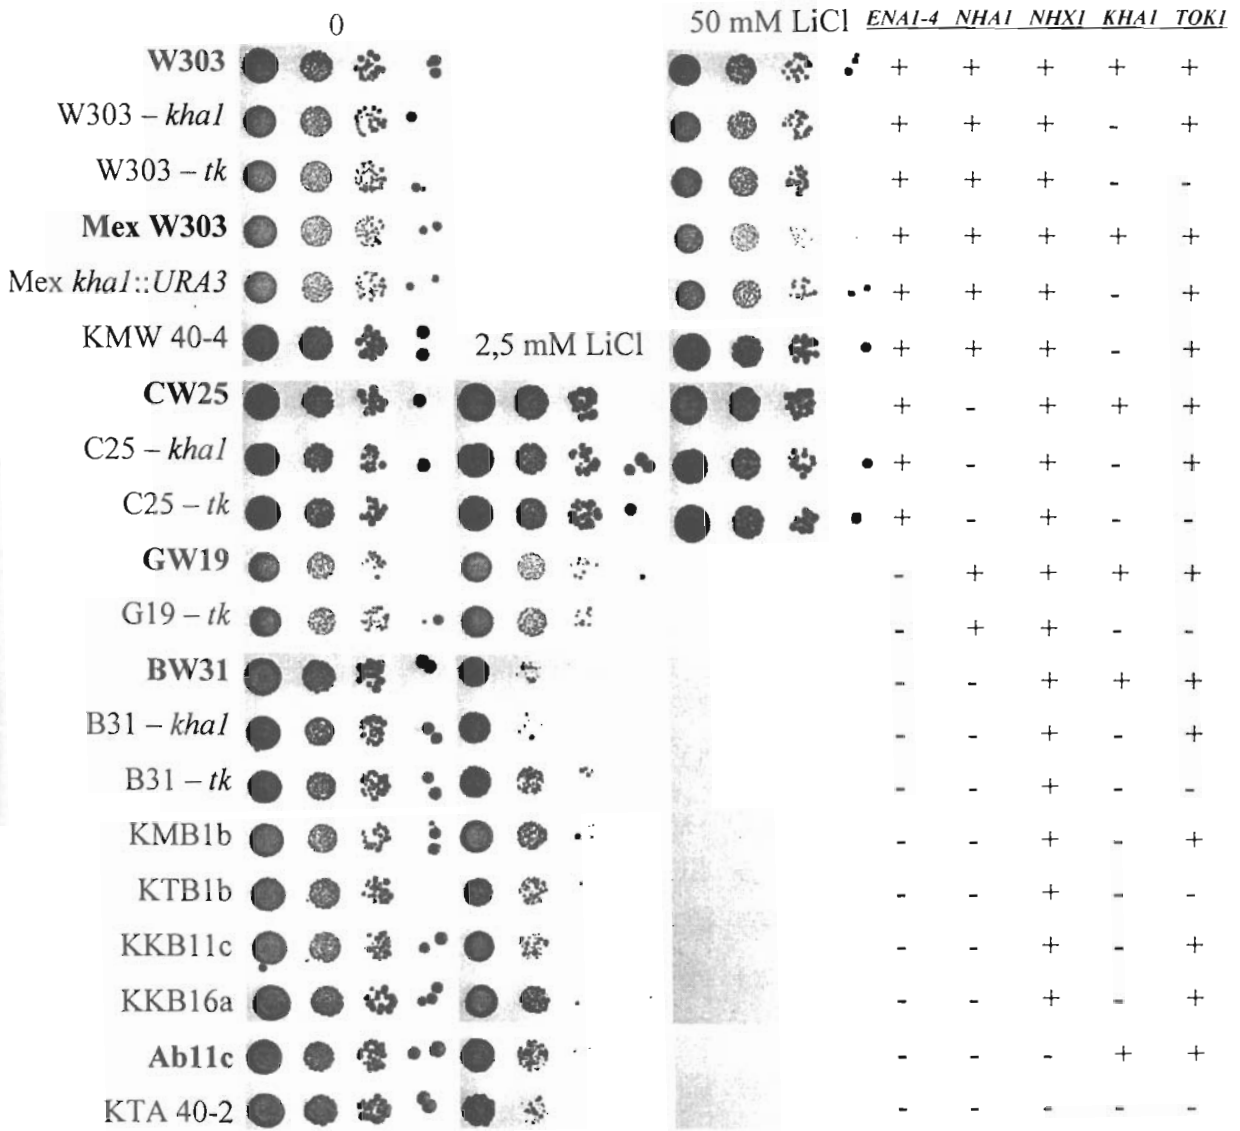 0 50 mM LiCl ENA1-4 NHA1 NHX1 KHA1 TOK1
W303 + + + + +
W303 – kha1 + + + - +
W303 – tk + + + - -
Mex W303 + + + + +
Mex kha1::URA3 + + + - +
KMW 40-4 2,5 mM LiCl + + + - +
CW25 + - + + +
C25 – kha1 + - + - +
C25 – tk + - + - -
GW19 - + + + +
G19 – tk - + + - -
BW31 - - + + +
B31 – kha1 - - + - +
B31 – tk - - + - -
KMB1b - - + - +
KTB1b - - + - -
KKB11c - - + - +
KKB16a - - + - +
Ab11c - - - + +
KTA 40-2 - - - - -